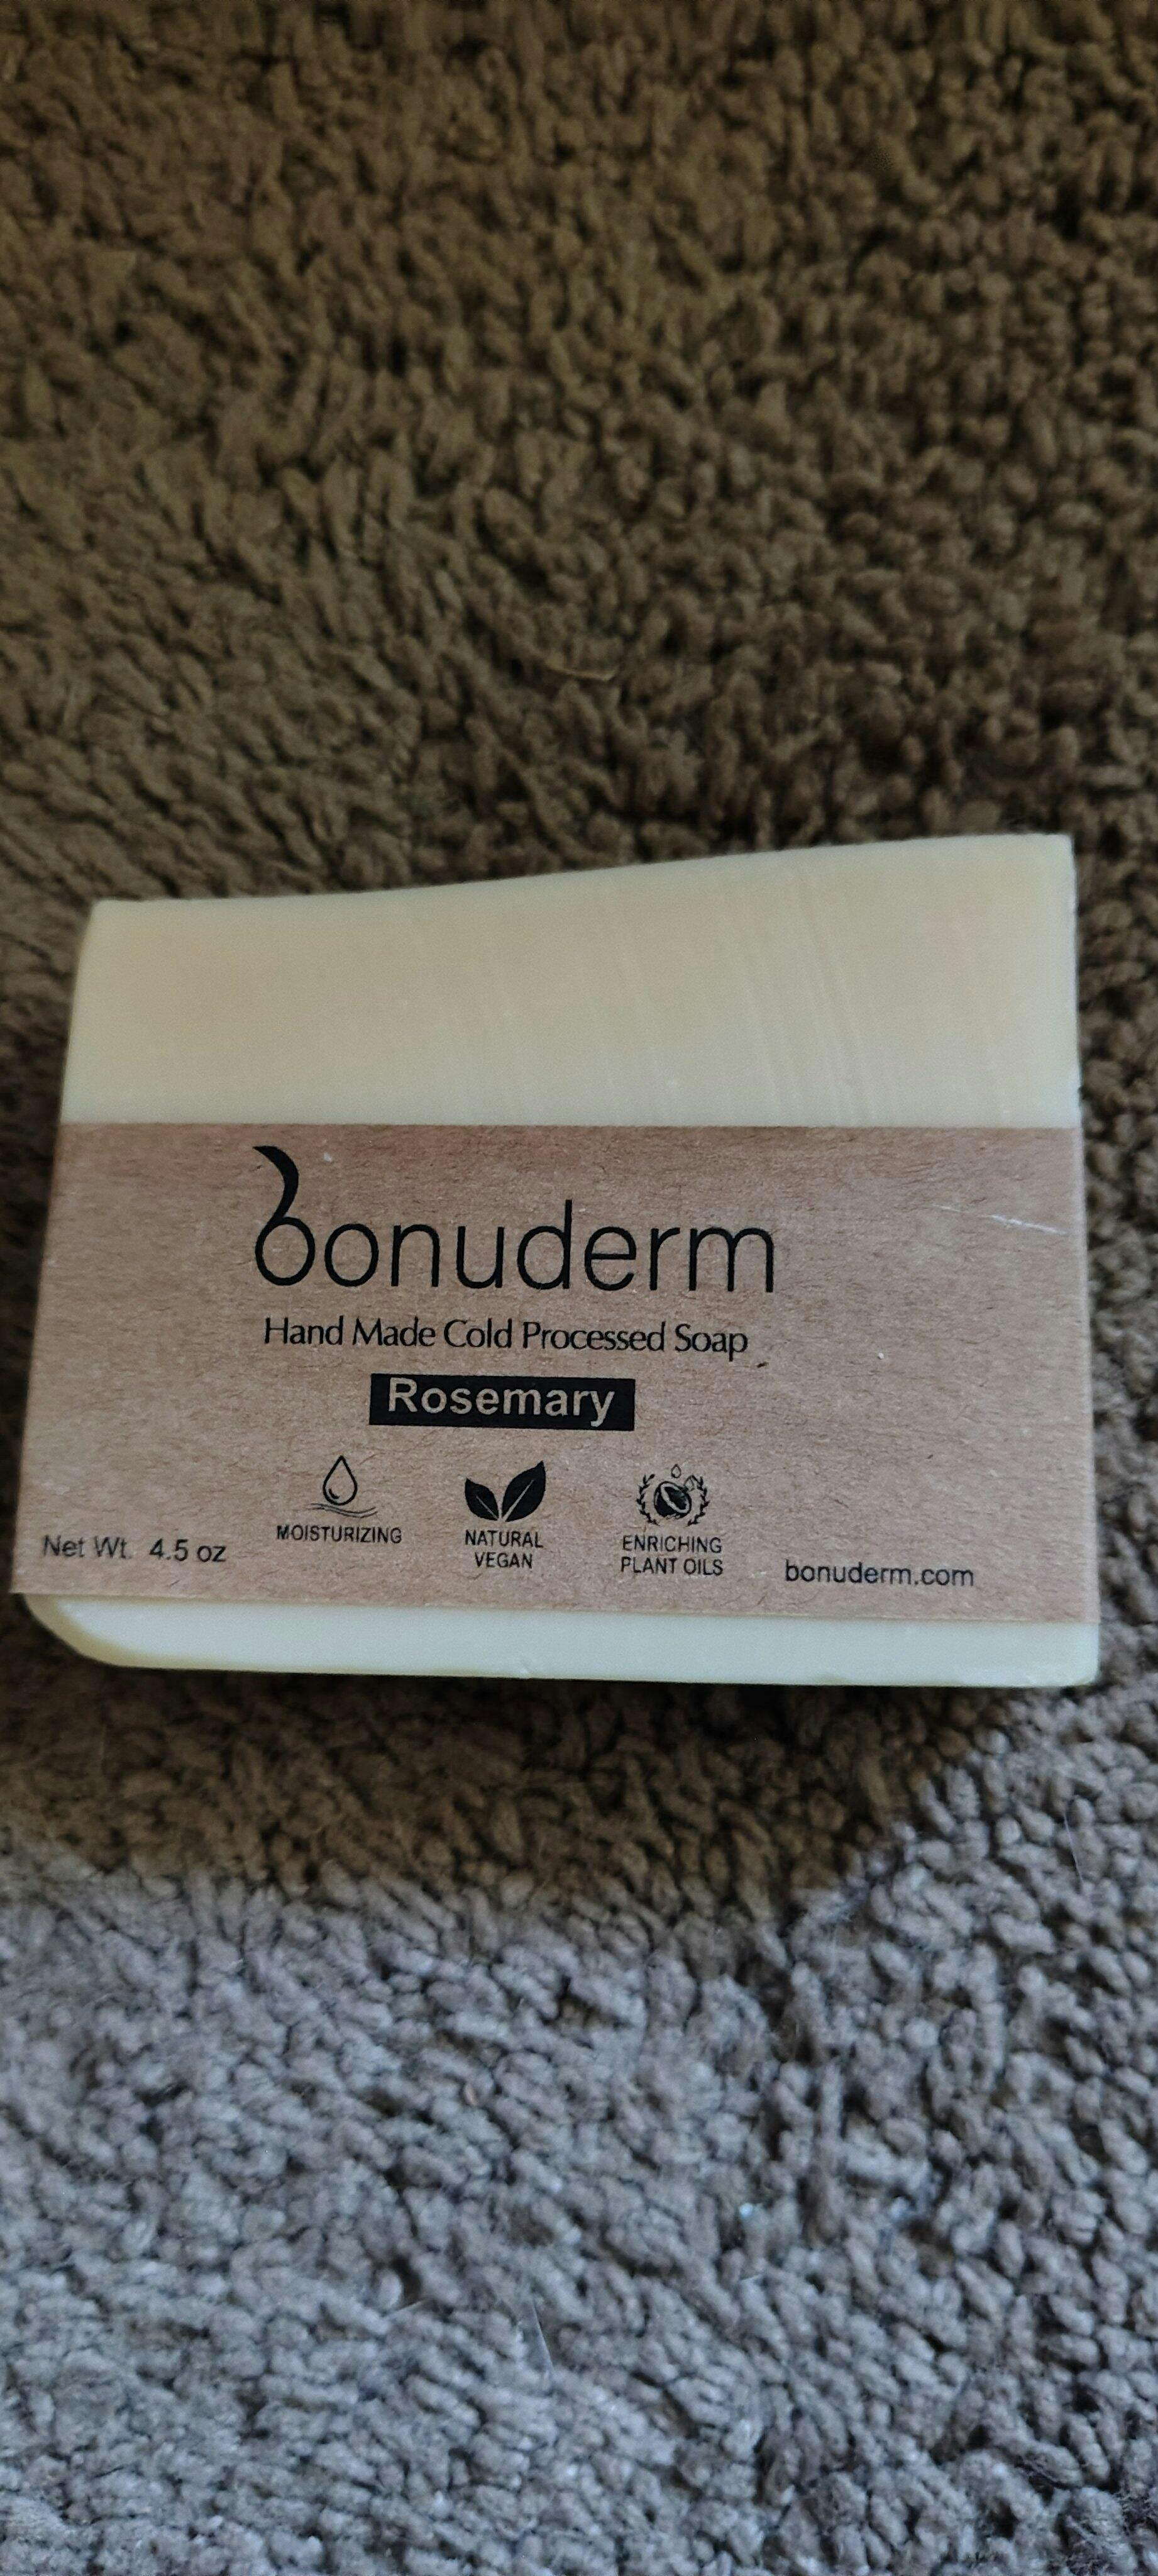 bonuderm
Hand Made Cold Processed Soap
Rosemary
MOISTURIZING
NATURAL
VEGAN
ENRICHING
PLANT OILS
Net Wt. 4.5 oz
bonuderm.com